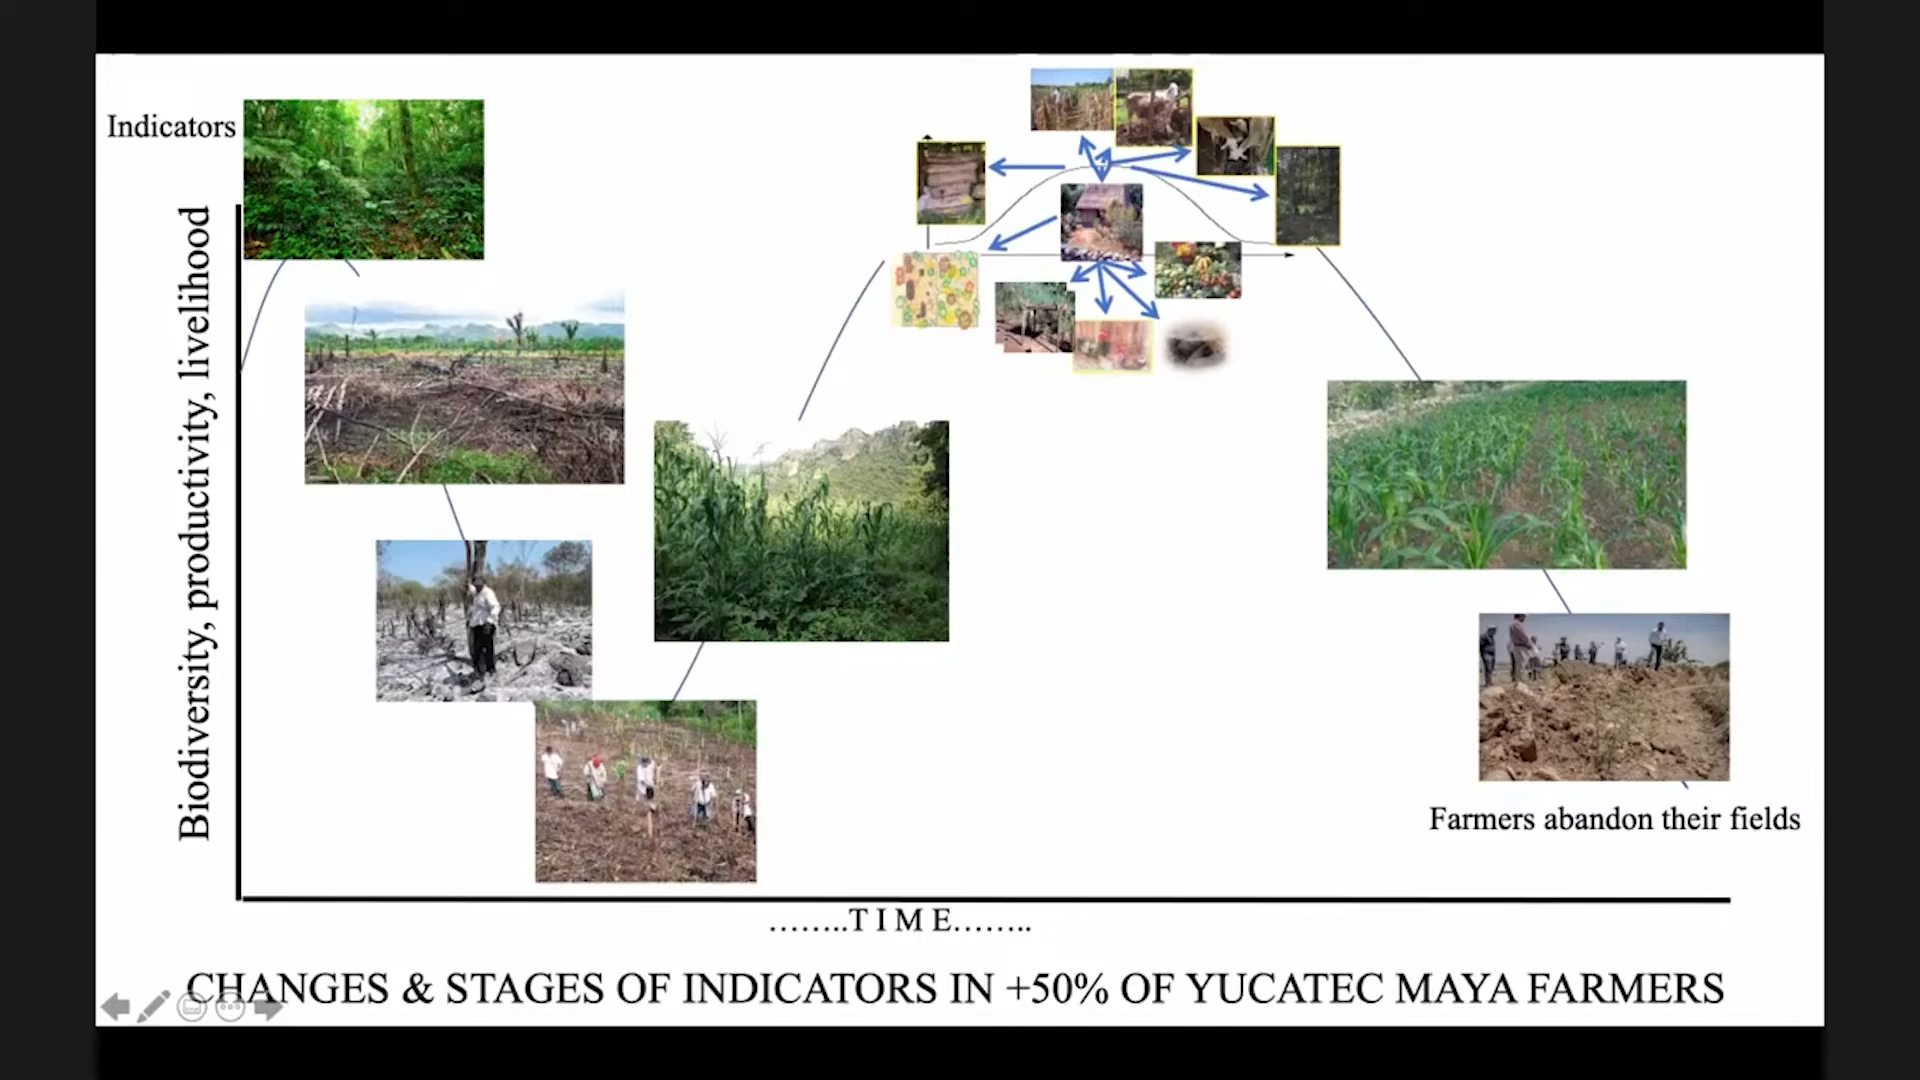 Indicators
Biodiversity, productivity, livelihood
Farmers abandon their fields
........T I M E........
CHANGES & STAGES OF INDICATORS IN +50% OF YUCATEC MAYA FARMERS